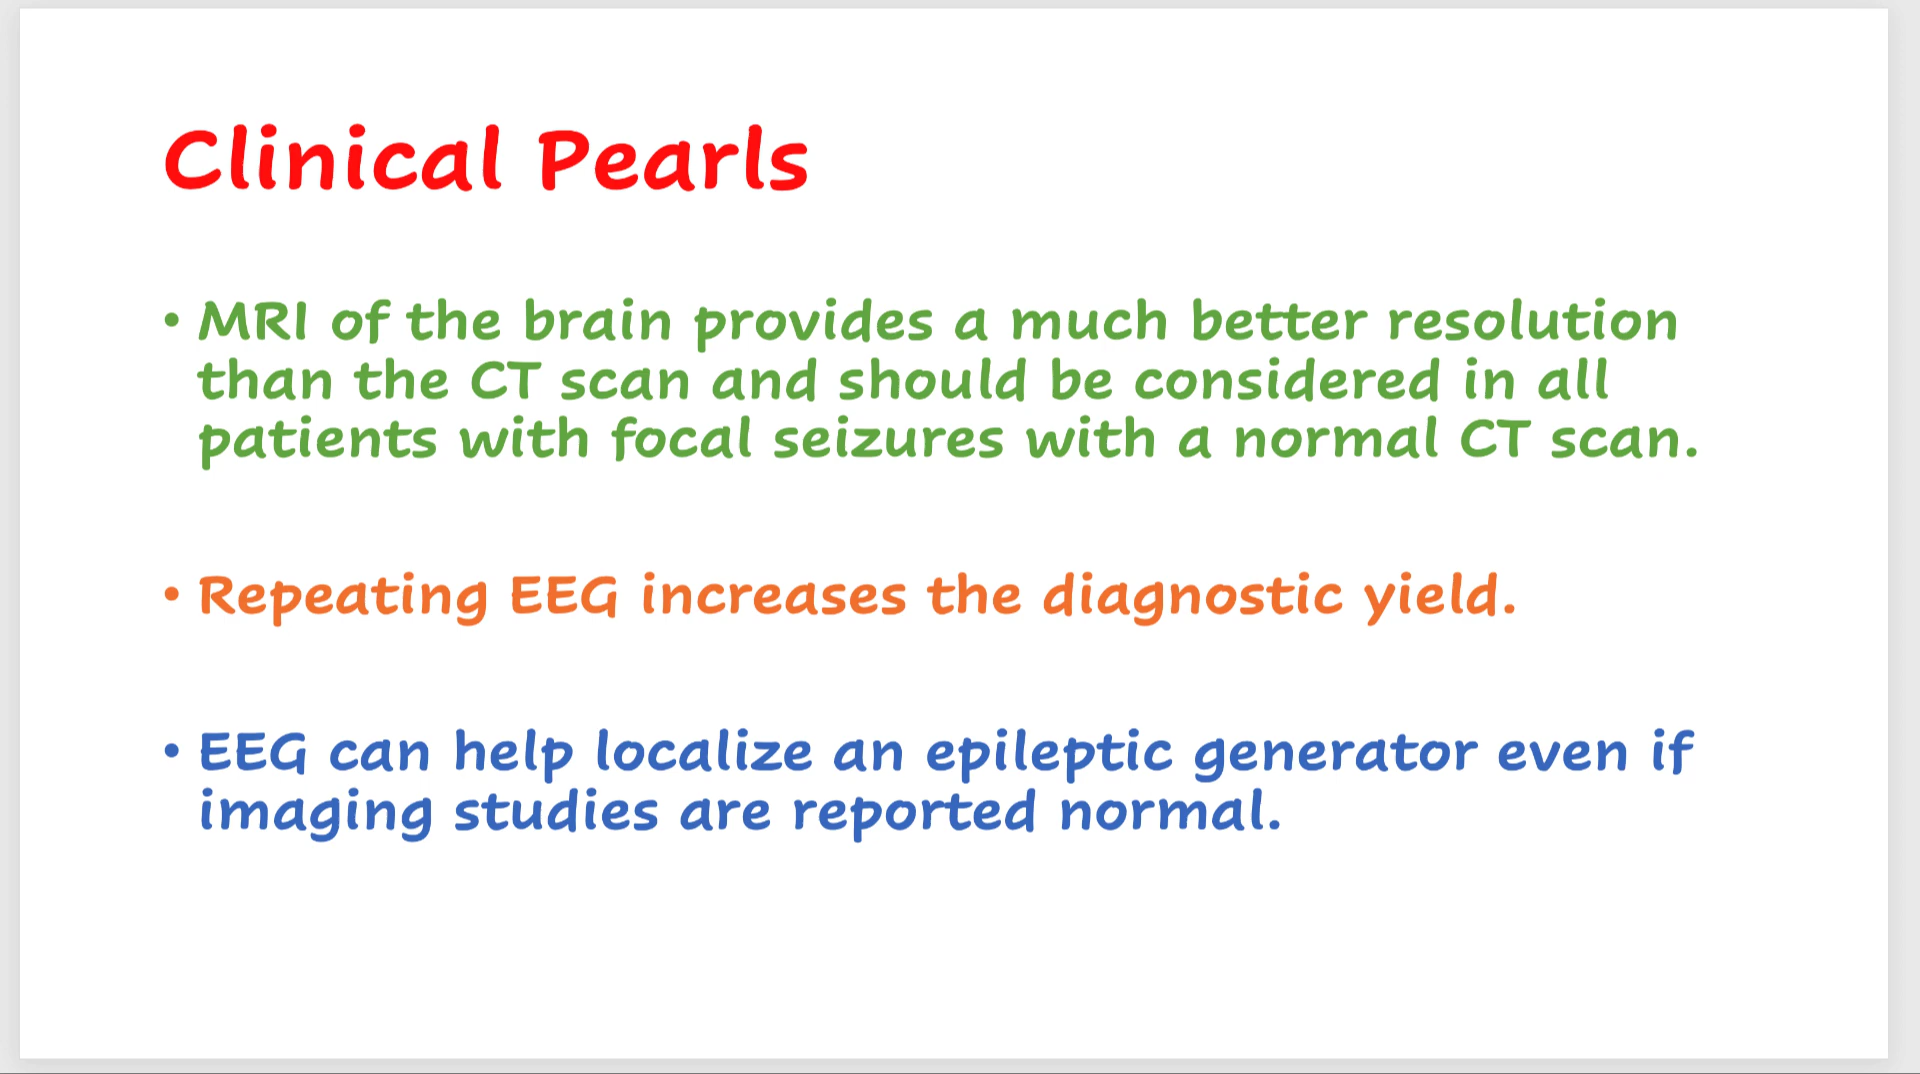 Clinical Pearls
• MRI of the brain provides a much better resolution
than the CT scan and should be considered in all
patients with focal seizures with a normal CT scan.
• Repeating EEG increases the diagnostic yield.
• EEG can help localize an epileptic generator even if
imaging studies are reported normal.